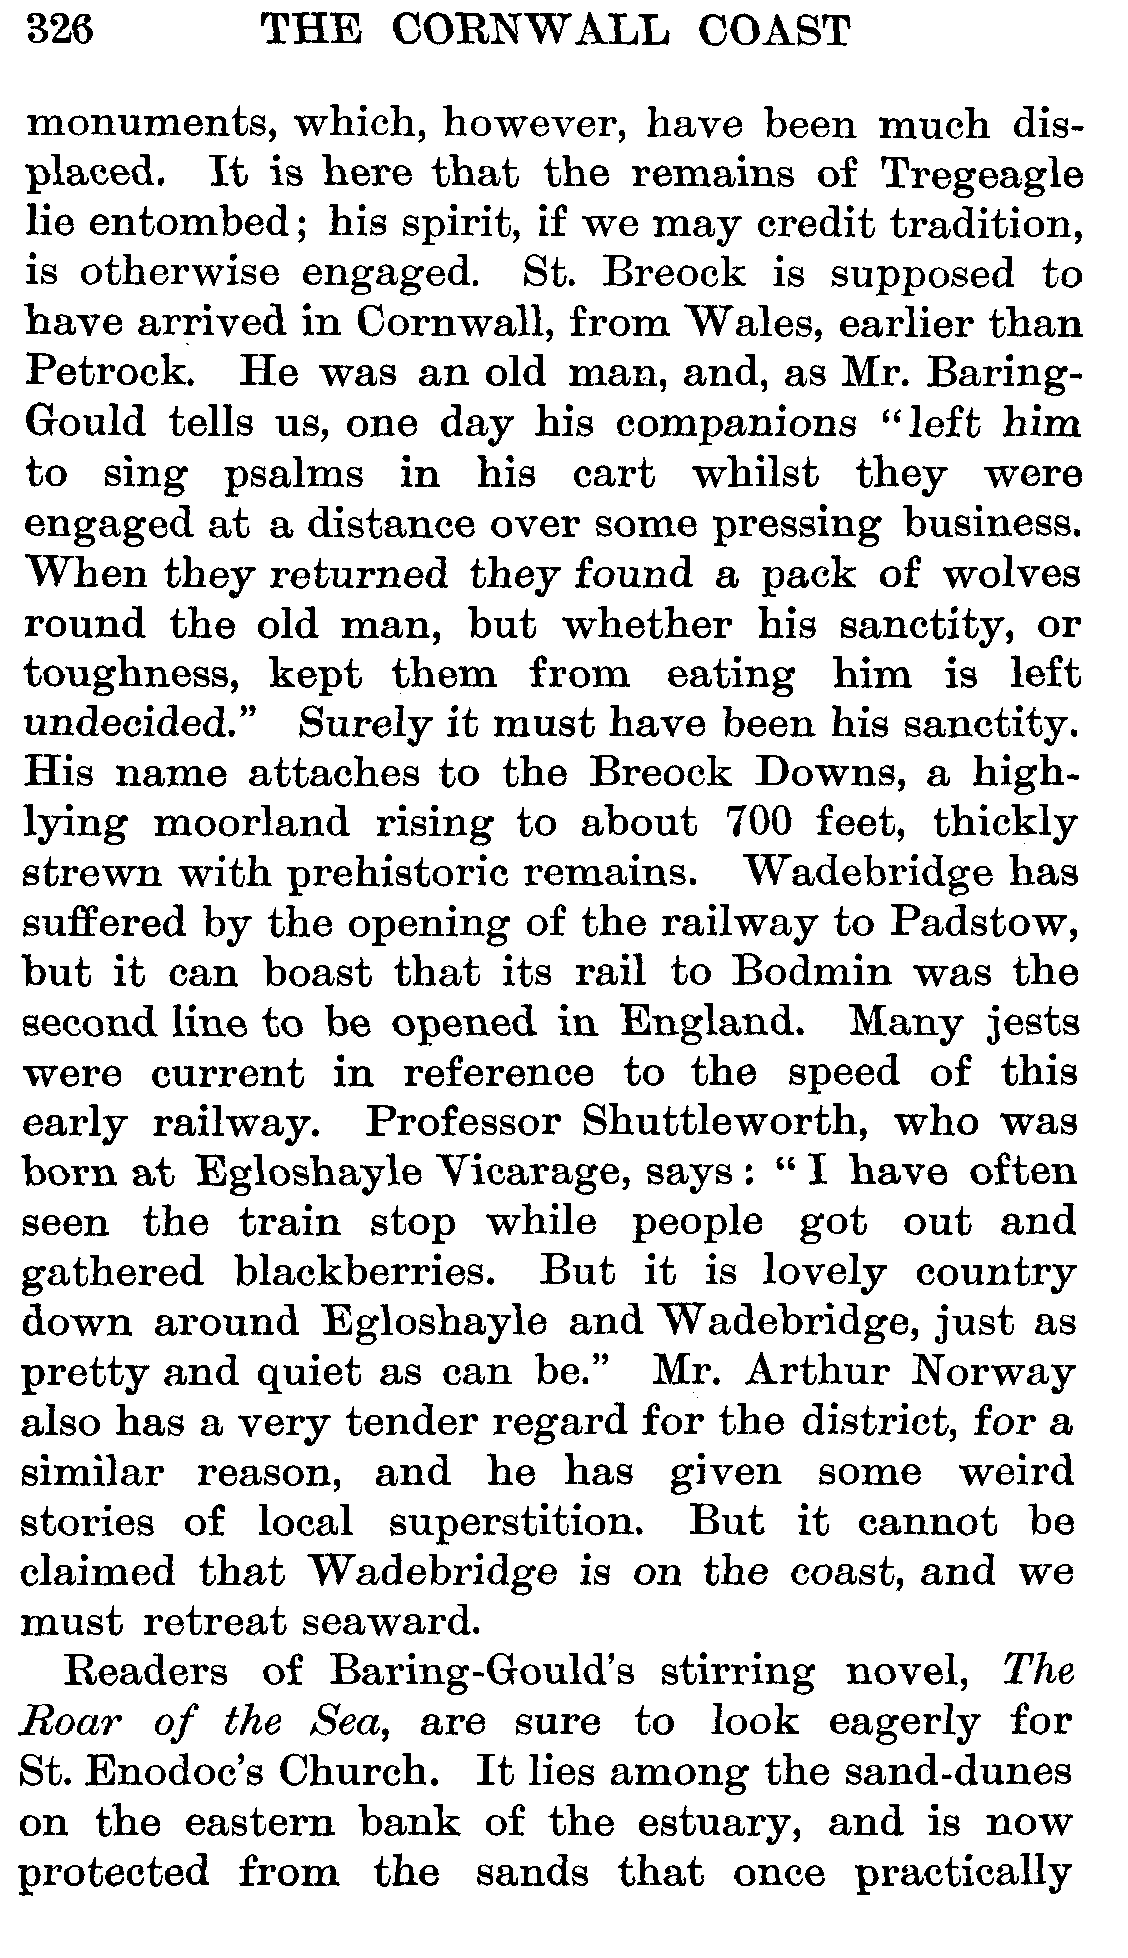 326 THE CORNWALL COAST
monuments, which, however, have been much dis-
placed. It is here that the remains of Tregeagle
lie entombed; his spirit, if we may credit tradition,
is otherwise engaged. St. Breock is supposed to
have arrived in Cornwall, from Wales, earlier than
Petrock. He was an old man, and, as Mr. Baring-
Gould tells us, one day his companions “left him
to sing psalms in his cart whilst they were
engaged at a distance over some pressing business.
When they returned they found a pack of wolves
round the old man, but whether his sanctity, or
toughness, kept them from eating him is left
undecided.” Surely it must have been his sanctity.
His name attaches to the Breock Downs, a high-
lying moorland rising to about 700 feet, thickly
strewn with prehistoric remains. Wadebridge has
suffered by the opening of the railway to Padstow,
but it can boast that its rail to Bodmin was the
second line to be opened in England. Many jests
were current in reference to the speed of this
early railway. Professor Shuttleworth, who was
born at Egloshayle Vicarage, says: “I have often
seen the train stop while people got out and
gathered blackberries. But it is lovely country
down around Egloshayle and Wadebridge, just as
pretty and quiet as can be.” Mr. Arthur Norway
also has a very tender regard for the district, for a
similar reason, and he has given some weird
stories of local superstition. But it cannot be
claimed that Wadebridge is on the coast, and we
must retreat seaward.
Readers of Baring-Gould’s stirring novel, The
Roar of the Sea, are sure to look eagerly for
St. Enodoc’s Church. It lies among the sand-dunes
on the eastern bank of the estuary, and is now
protected from the sands that once practically